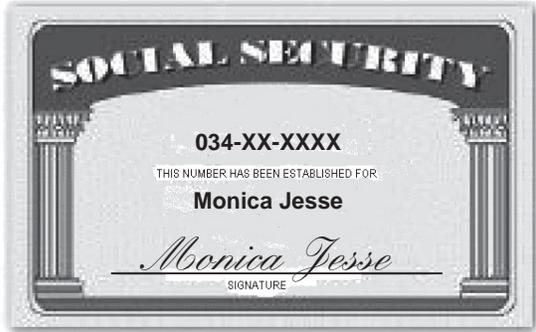 SOCIAL SECURITY
034-XX-XXXX
THIS NUMBER HAS BEEN ESTABLISHED FOR
Monica Jesse
Monica Jesse
SIGNATURE